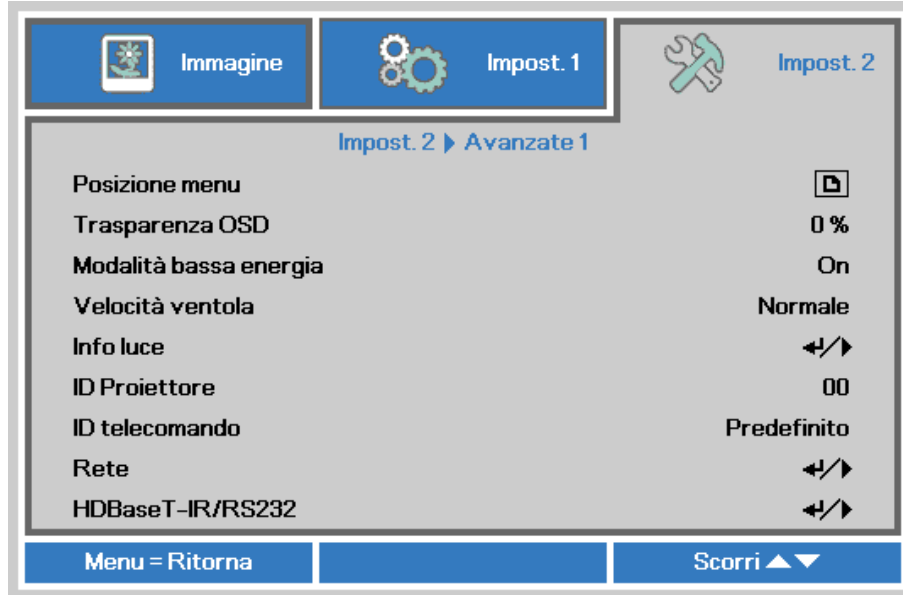 Immagine
Impost. 1
Impost. 2
Impost. 2 ▶ Avanzate 1
Posizione menu
Trasparenza OSD 0 %
Modalità bassa energia On
Velocità ventola Normale
Info luce ↵/▶
ID Proiettore 00
ID telecomando Predefinito
Rete ↵/▶
HDBaseT-IR/RS232 ↵/▶
Menu = Ritorna
Scorri ▲▼